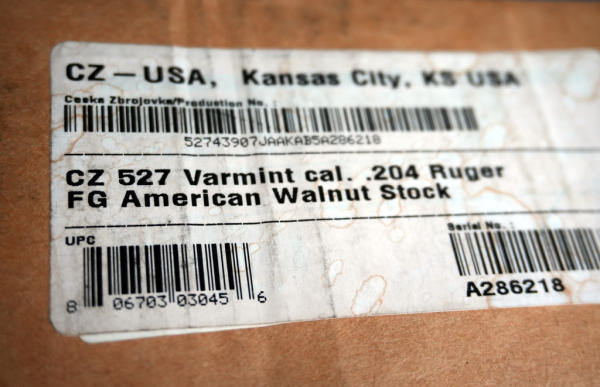 CZ – USA, Kansas City, KS USA
Ceska Zbrojovka/Production No.:
52743907JAAKAB5A286218
CZ 527 Varmint cal. .204 Ruger
FG American Walnut Stock
UPC
8 06703 03045 6
Serial No.:
A286218